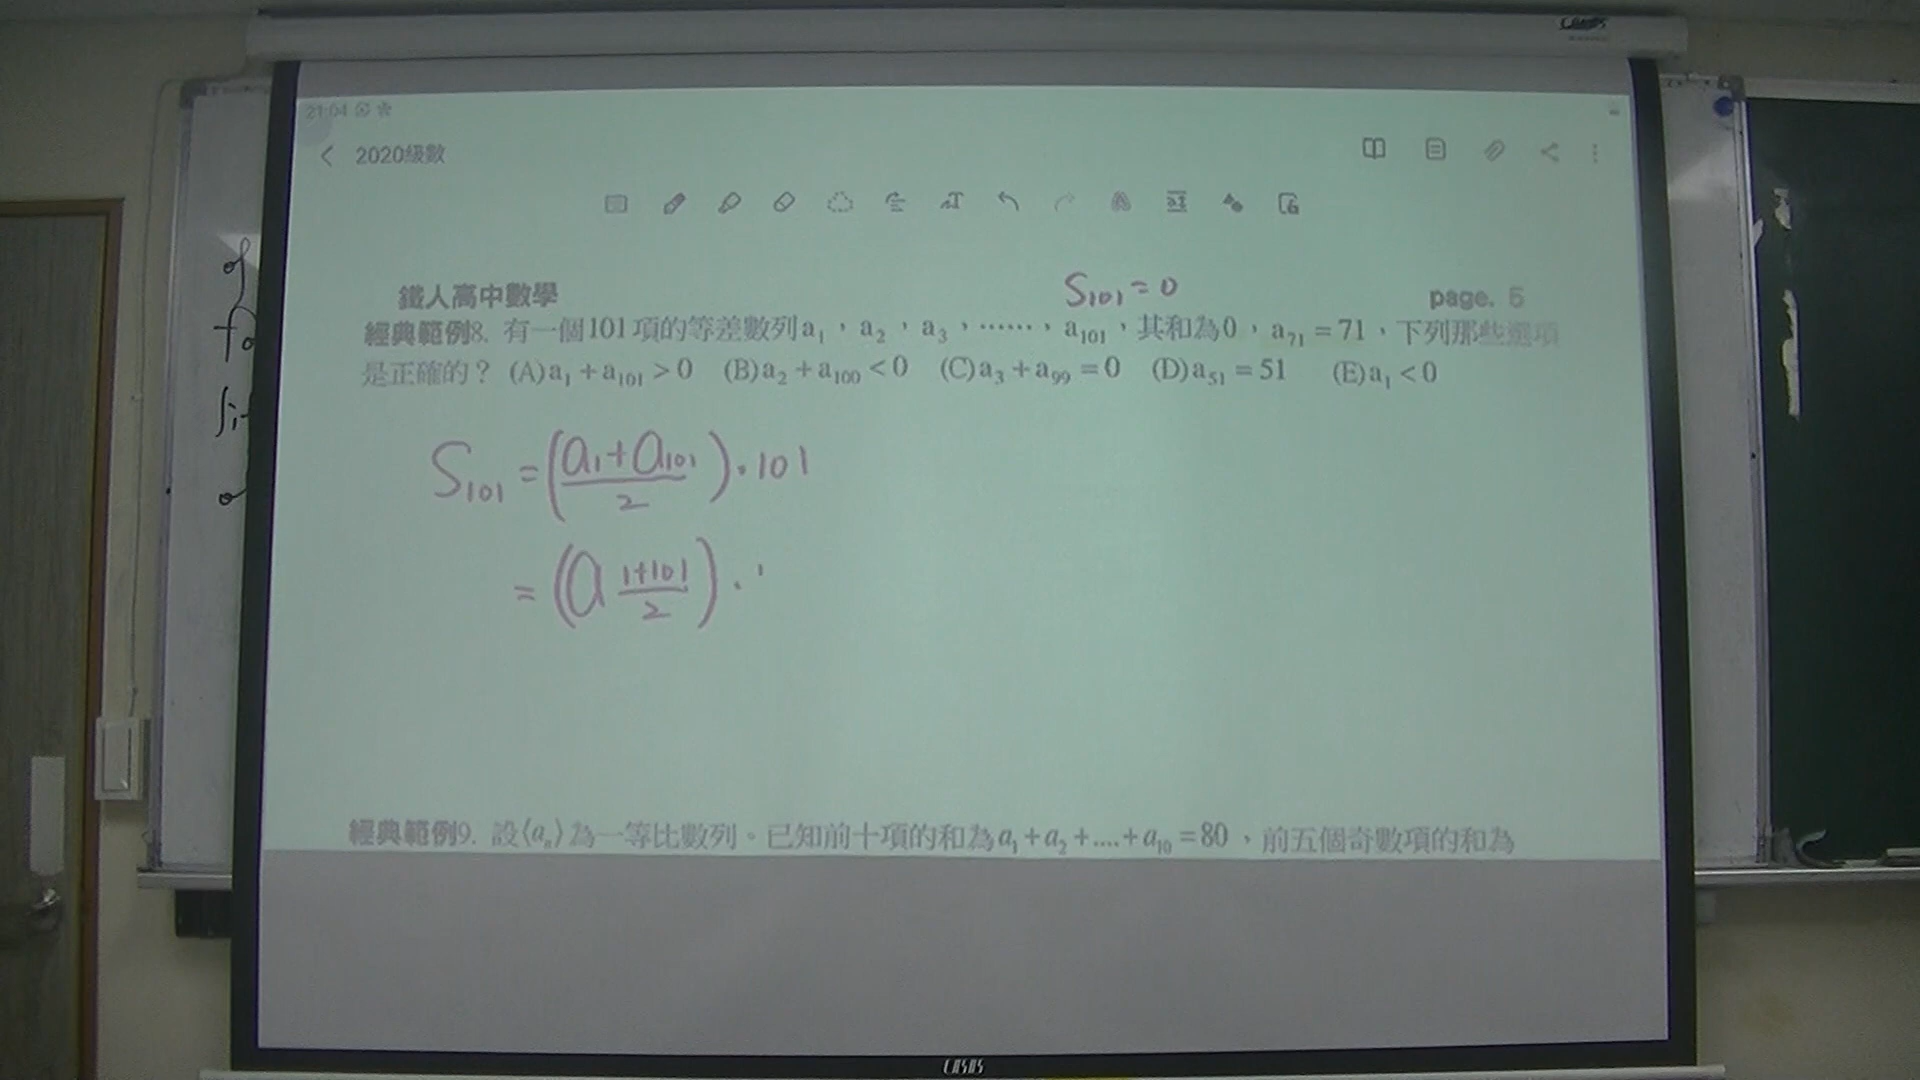 21:04
2020級數
鐵人高中數學
S₁₀₁ = 0
page. 5
經典範例8. 有一個101項的等差數列a₁，a₂，a₃，……，a₁₀₁，其和為0，a₇₁ = 71，下列那些選項
是正確的？ (A)a₁ + a₁₀₁ > 0 (B)a₂ + a₁₀₀ < 0 (C)a₃ + a₉₉ = 0 (D)a₅₁ = 51 (E)a₁ < 0
S₁₀₁ = ((a₁ + a₁₀₁)/2) · 101
= (a (1+101)/2) ·
經典範例9. 設⟨aₙ⟩為一等比數列。已知前十項的和為a₁ + a₂ + .... + a₁₀ = 80，前五個奇數項的和為